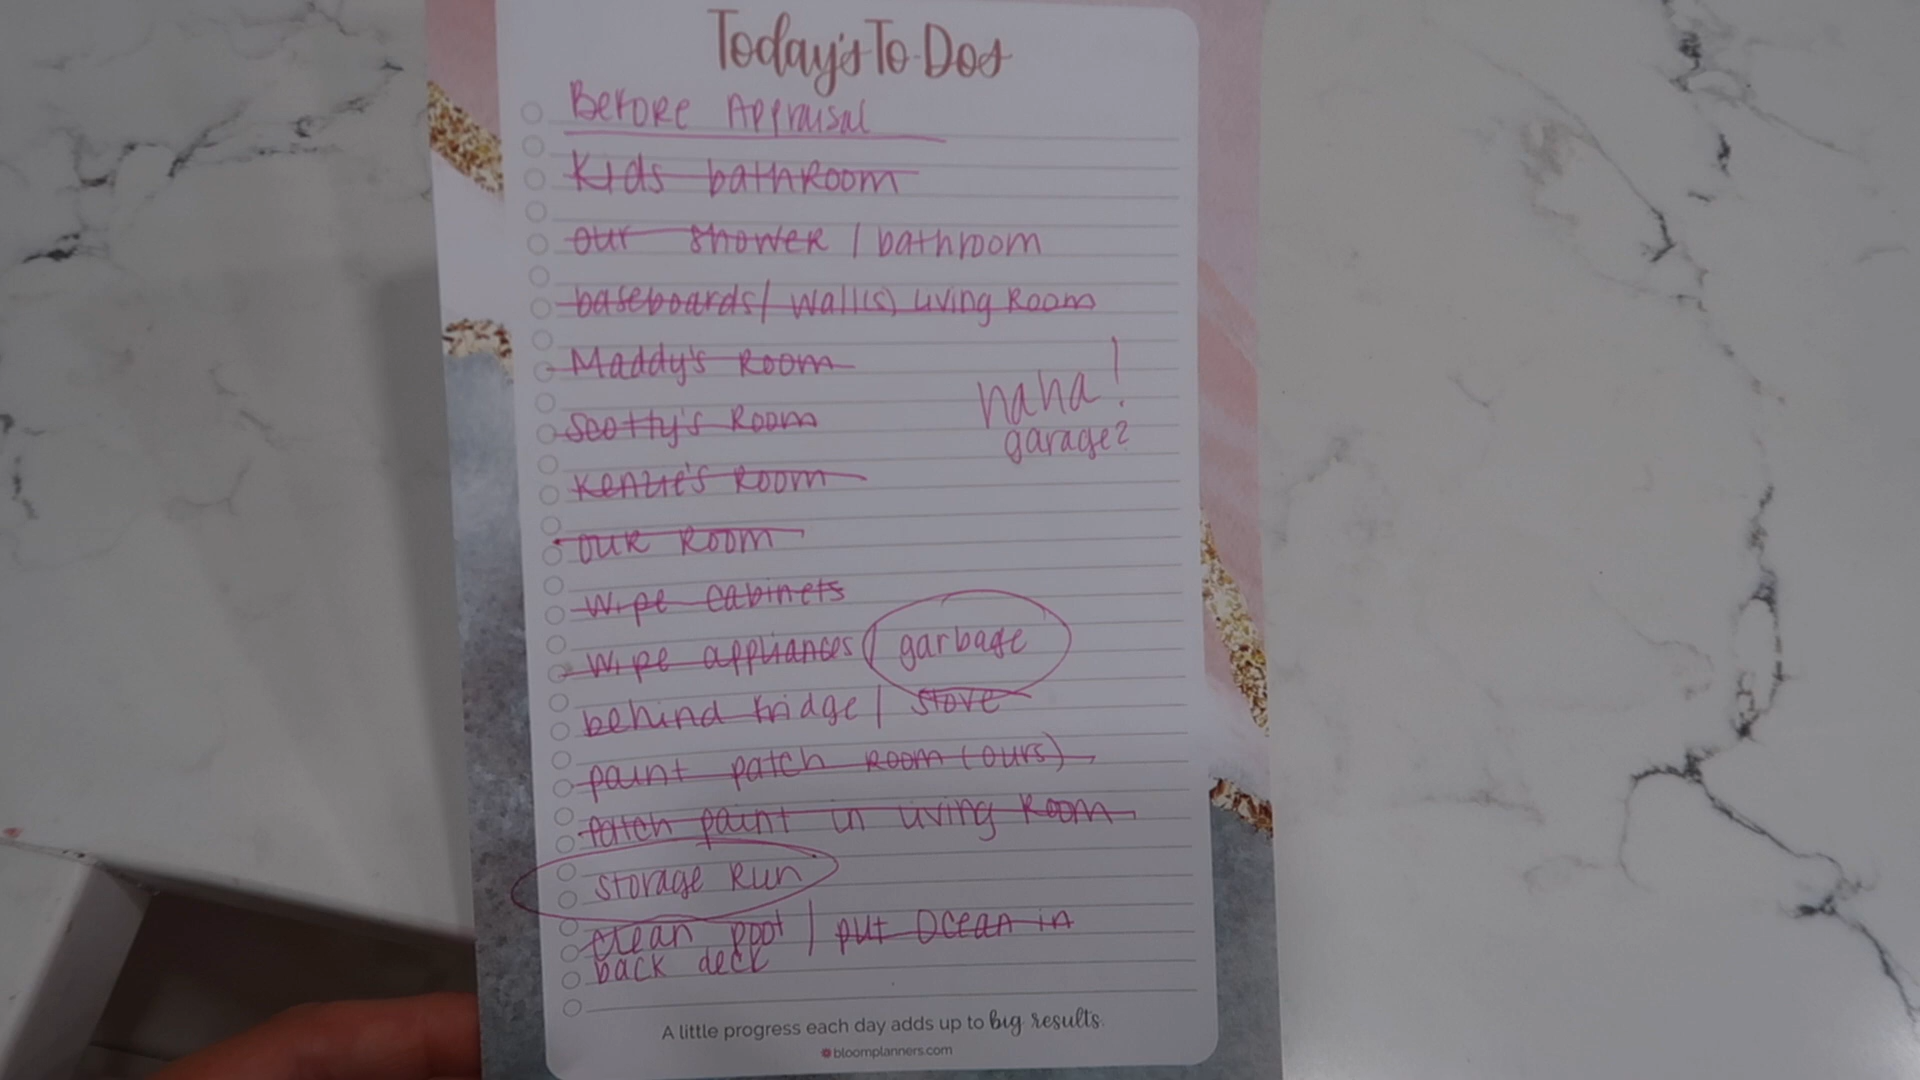 Today's To Dos
Before Appraisal
Kids bathroom
our shower / bathroom
baseboards / wall(s) living Room
Maddy's Room
haha!
Scotty's Room
garage?
Kenzie's Room
our Room
wipe cabinets
wipe appliances / garbage
behind fridge / stove
paint patch room (ours)
patch paint in living Room
storage Run
clean pool / put Ocean in
back deck
A little progress each day adds up to big results.
bloomplanners.com